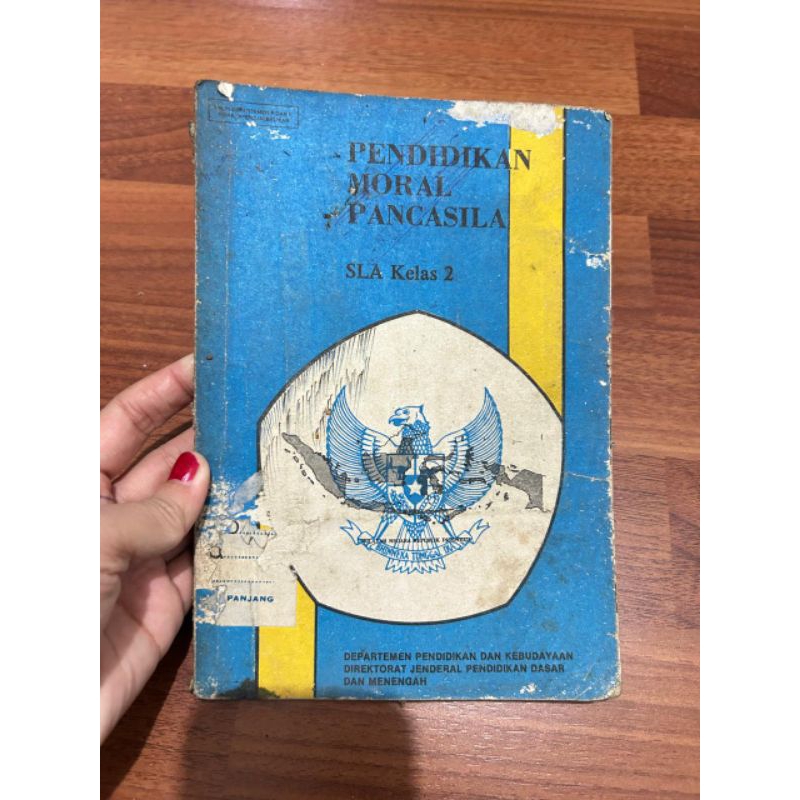 PENDIDIKAN
MORAL
PANCASILA
SLA Kelas 2
BHINNEKA TUNGGAL IKA
PANJANG
DEPARTEMEN PENDIDIKAN DAN KEBUDAYAAN
DIREKTORAT JENDERAL PENDIDIKAN DASAR
DAN MENENGAH